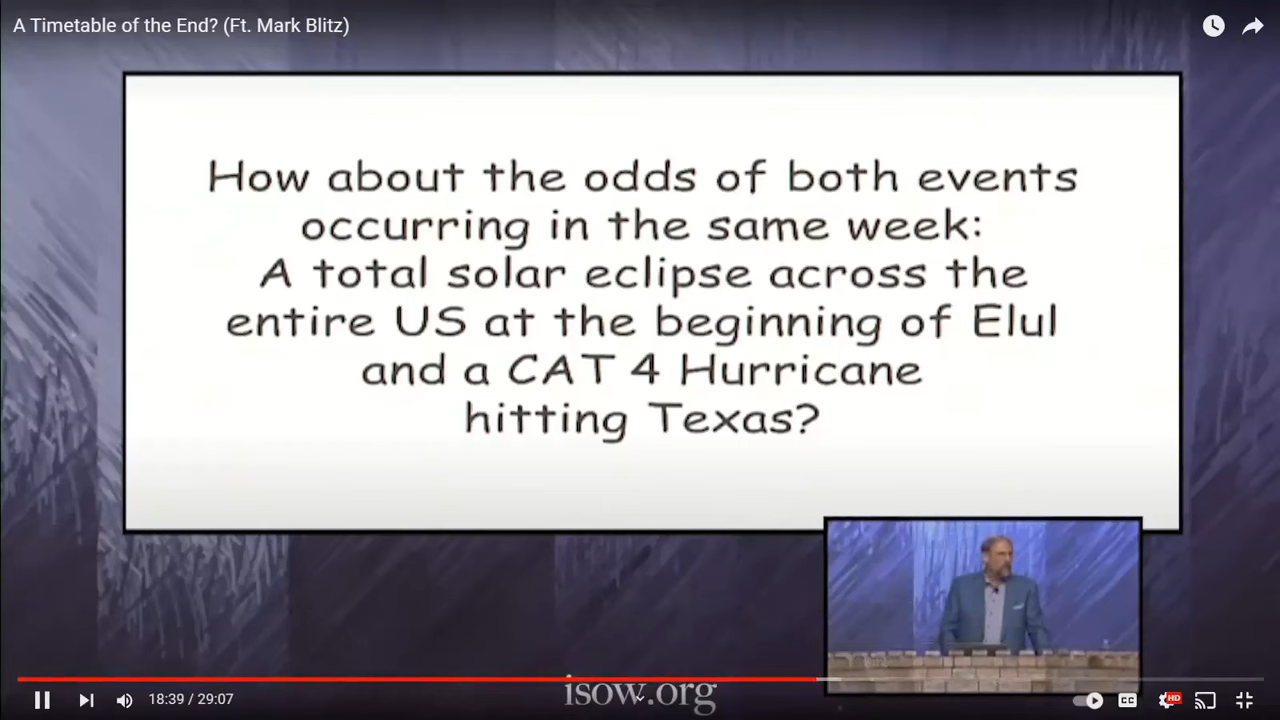 A Timetable of the End? (Ft. Mark Blitz)
How about the odds of both events
occurring in the same week:
A total solar eclipse across the
entire US at the beginning of Elul
and a CAT 4 Hurricane
hitting Texas?
isow.org
18:39 / 29:07
CC
HD